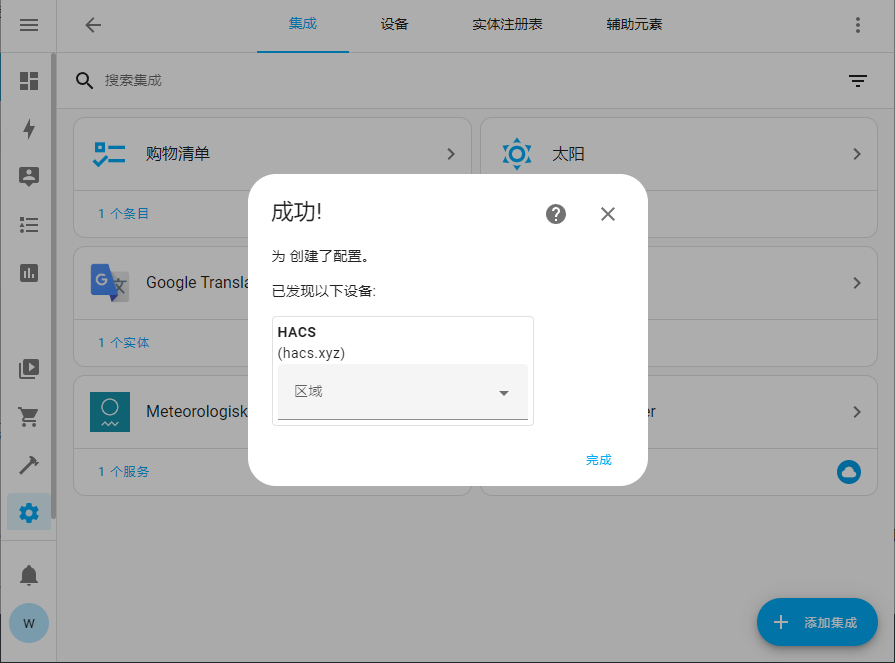 集成 设备 实体注册表 辅助元素
搜索集成
购物清单 太阳
1 个条目
成功!
为 创建了配置。
已发现以下设备:
HACS
(hacs.xyz)
区域
完成
Google Transla
1 个实体
Meteorologisk er
1 个服务
W
添加集成